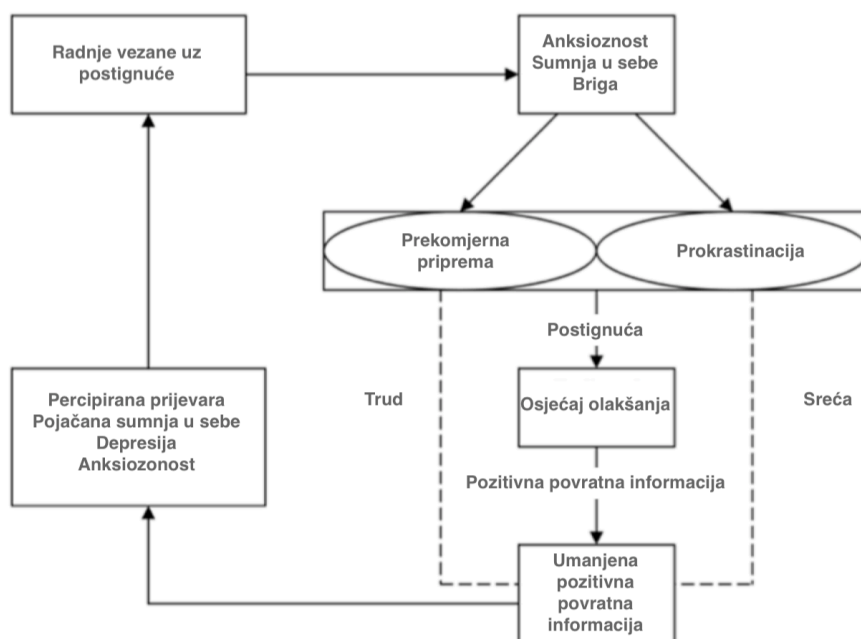 Radnje vezane uz
postignuće
Anksioznost
Sumnja u sebe
Briga
Prekomjerna
priprema
Prokrastinacija
Postignuća
Trud
Osjećaj olakšanja
Sreća
Pozitivna povratna informacija
Percipirana prijevara
Pojačana sumnja u sebe
Depresija
Anksiozonost
Umanjena
pozitivna
povratna
informacija